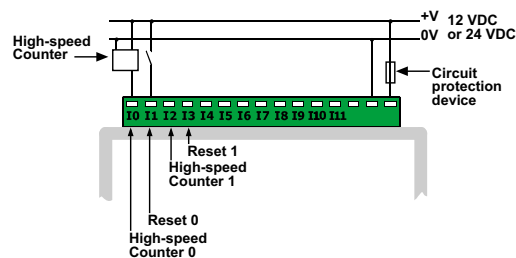 +V 12 VDC
0V or 24 VDC
High-speed
Counter
Circuit
protection
device
I0 I1 I2 I3 I4 I5 I6 I7 I8 I9 I10 I11
Reset 1
High-speed
Counter 1
Reset 0
High-speed
Counter 0